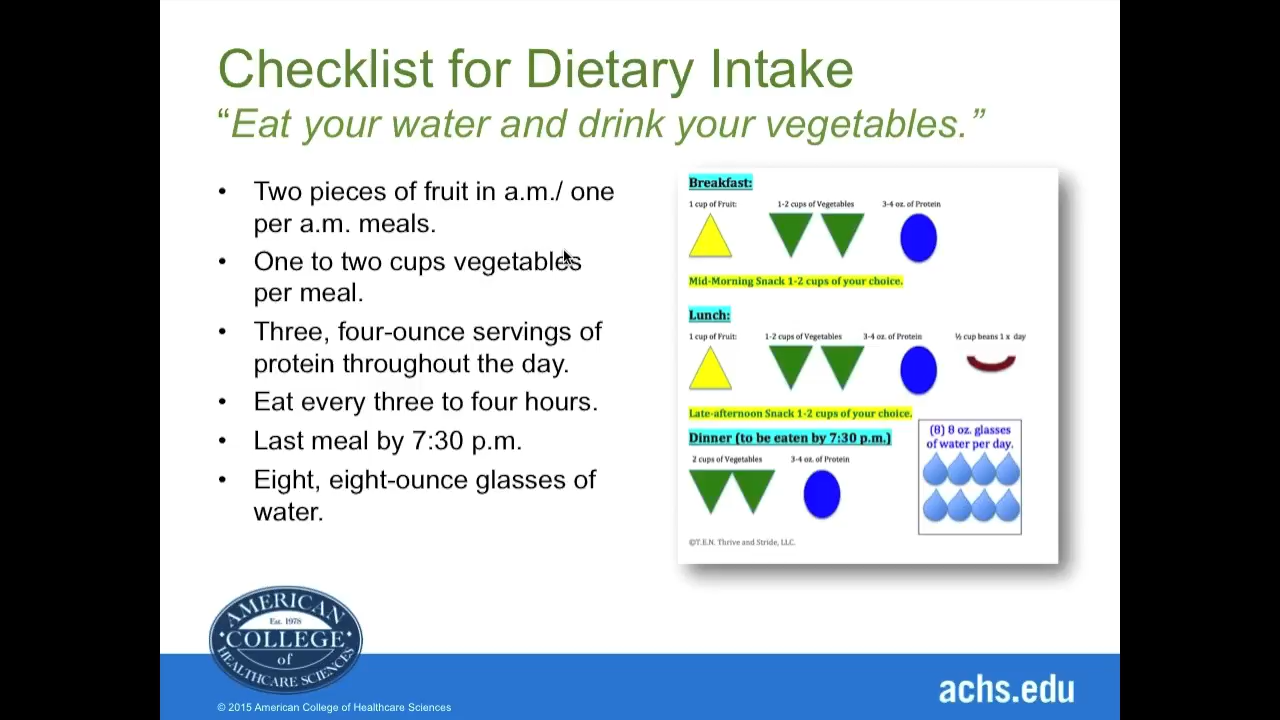 Checklist for Dietary Intake
“Eat your water and drink your vegetables.”
• Two pieces of fruit in a.m./ one
per a.m. meals.
• One to two cups vegetables
per meal.
• Three, four-ounce servings of
protein throughout the day.
• Eat every three to four hours.
• Last meal by 7:30 p.m.
• Eight, eight-ounce glasses of
water.
Breakfast:
1 cup of Fruit: 1-2 cups of Vegetables 3-4 oz. of Protein
Mid-Morning Snack 1-2 cups of your choice.
Lunch:
1 cup of Fruit: 1-2 cups of Vegetables 3-4 oz. of Protein ½ cup beans 1 x day
Late-afternoon Snack 1-2 cups of your choice.
Dinner (to be eaten by 7:30 p.m.)
2 cups of Vegetables 3-4 oz. of Protein
(8) 8 oz. glasses
of water per day.
©T.E.N. Thrive and Stride, LLC.
AMERICAN
Est. 1978
COLLEGE
of
HEALTHCARE SCIENCES
achs.edu
© 2015 American College of Healthcare Sciences